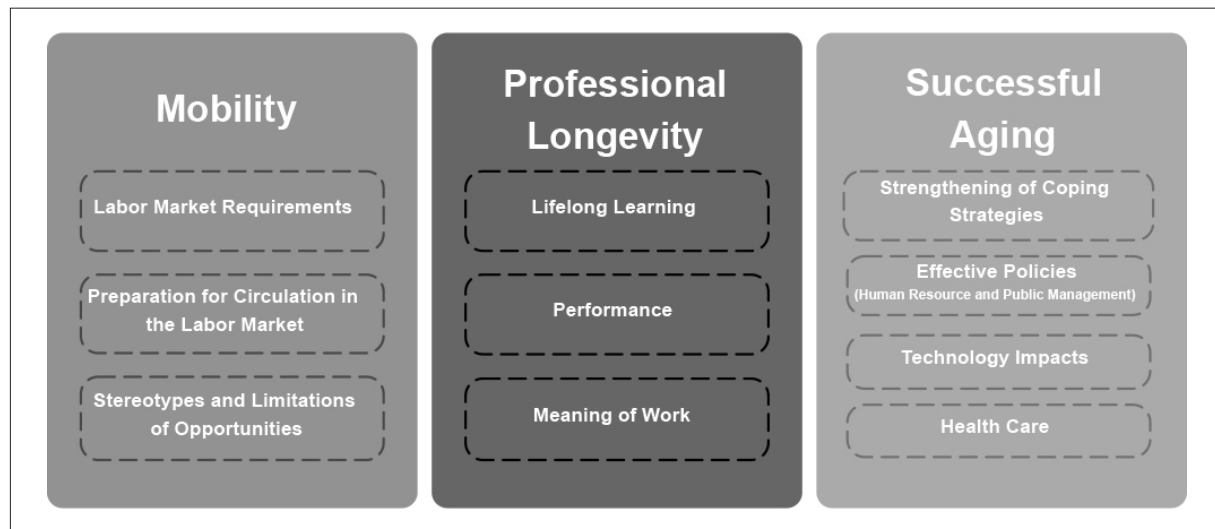 Mobility
Labor Market Requirements
Preparation for Circulation in
the Labor Market
Stereotypes and Limitations
of Opportunities
Professional
Longevity
Lifelong Learning
Performance
Meaning of Work
Successful
Aging
Strengthening of Coping
Strategies
Effective Policies
(Human Resource and Public Management)
Technology Impacts
Health Care